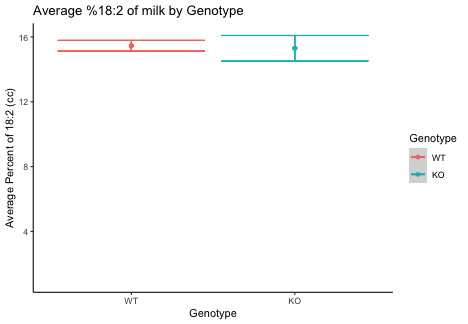 Average %18:2 of milk by Genotype
16
12
8
4
Average Percent of 18:2 (cc)
WT
KO
Genotype
Genotype
WT
KO